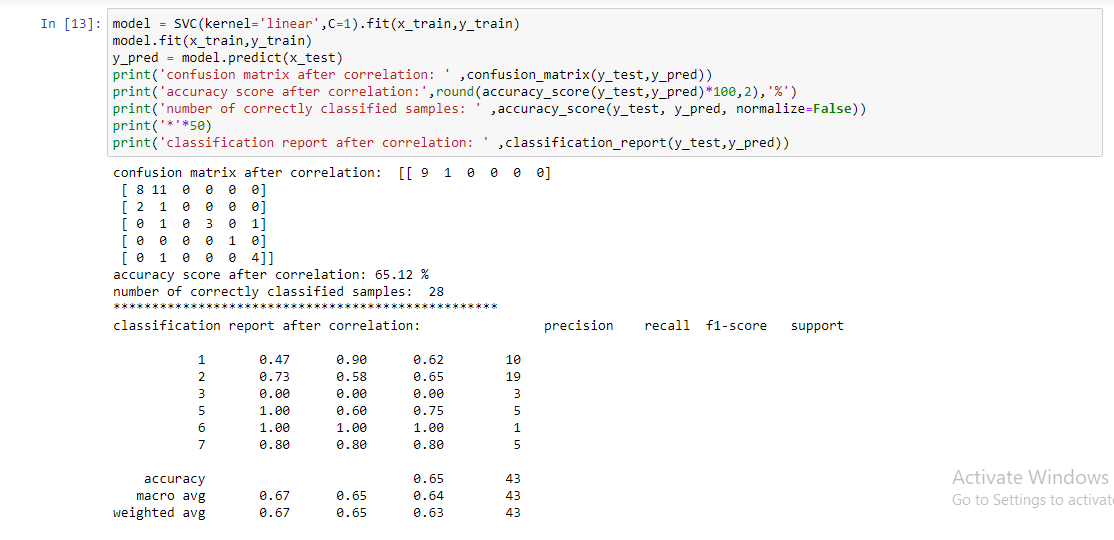 In [13]: model = SVC(kernel='linear',C=1).fit(x_train,y_train)
model.fit(x_train,y_train)
y_pred = model.predict(x_test)
print('confusion matrix after correlation: ' ,confusion_matrix(y_test,y_pred))
print('accuracy score after correlation:',round(accuracy_score(y_test,y_pred)*100,2),'%')
print('number of correctly classified samples: ' ,accuracy_score(y_test, y_pred, normalize=False))
print('*'*50)
print('classification report after correlation: ' ,classification_report(y_test,y_pred))
confusion matrix after correlation:  [[ 9  1  0  0  0  0]
 [ 8 11  0  0  0  0]
 [ 2  1  0  0  0  0]
 [ 0  1  0  3  0  1]
 [ 0  0  0  0  1  0]
 [ 0  1  0  0  0  4]]
accuracy score after correlation: 65.12 %
number of correctly classified samples:  28
**************************************************
classification report after correlation:                precision    recall  f1-score   support
           1       0.47      0.90      0.62        10
           2       0.73      0.58      0.65        19
           3       0.00      0.00      0.00         3
           5       1.00      0.60      0.75         5
           6       1.00      1.00      1.00         1
           7       0.80      0.80      0.80         5
    accuracy                           0.65        43
   macro avg       0.67      0.65      0.64        43
weighted avg       0.67      0.65      0.63        43
Activate Windows
Go to Settings to activat